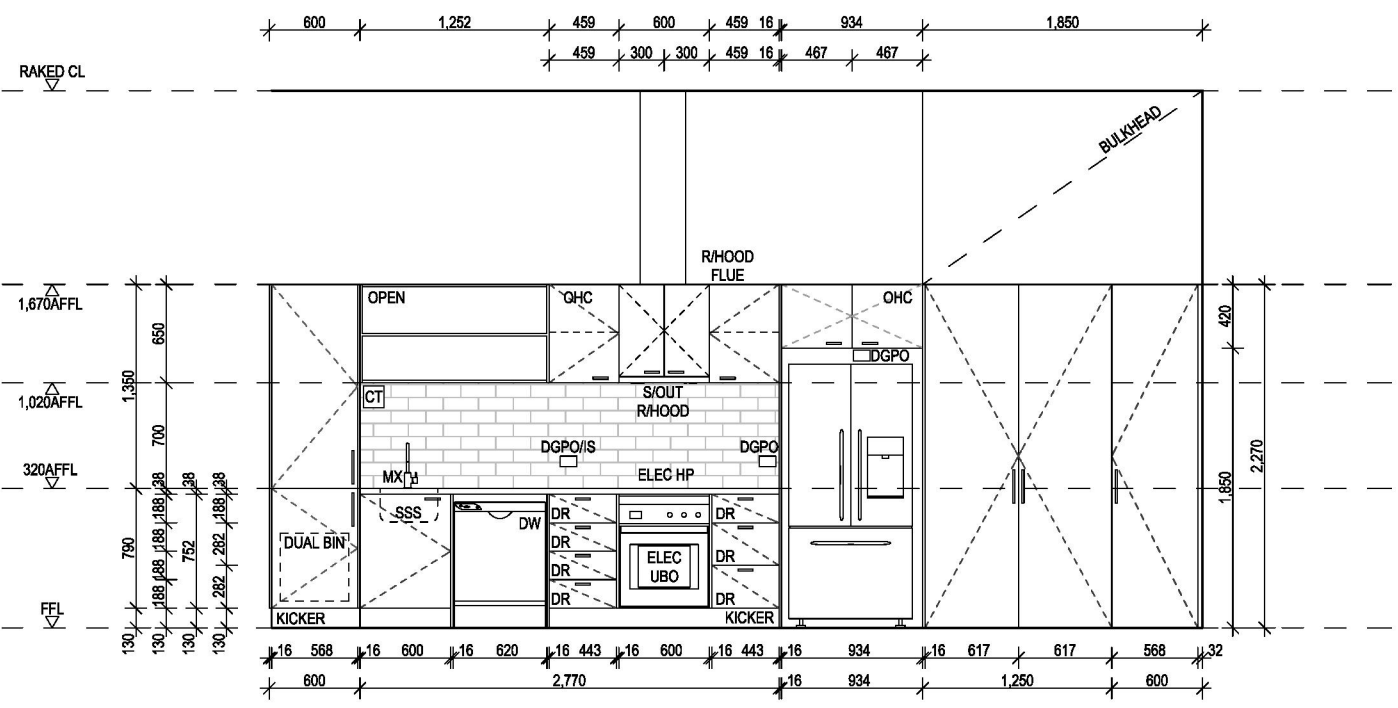 600 1,252 459 600 459 16 934 1,850
459 300 300 459 16 467 467
RAKED CL
BULKHEAD
R/HOOD
FLUE
1,670AFFL
OPEN
OHC
OHC
650
420
DGPO
1,350
1,020AFFL
CT
S/OUT
R/HOOD
700
DGPO/IS
DGPO
2,270
320AFFL
MX
ELEC HP
38 38 38
1,850
188 188
SSS
DR
DR
DW
188 282
DUAL BIN
790
752
DR
ELEC
UBO
DR
188
DR
188 282
DR
DR
FFL
KICKER
KICKER
130 130 130 130
16 568 16 600 16 620 16 443 16 600 16 443 16 934 16 617 617 568 32
600 2,770 16 934 1,250 600